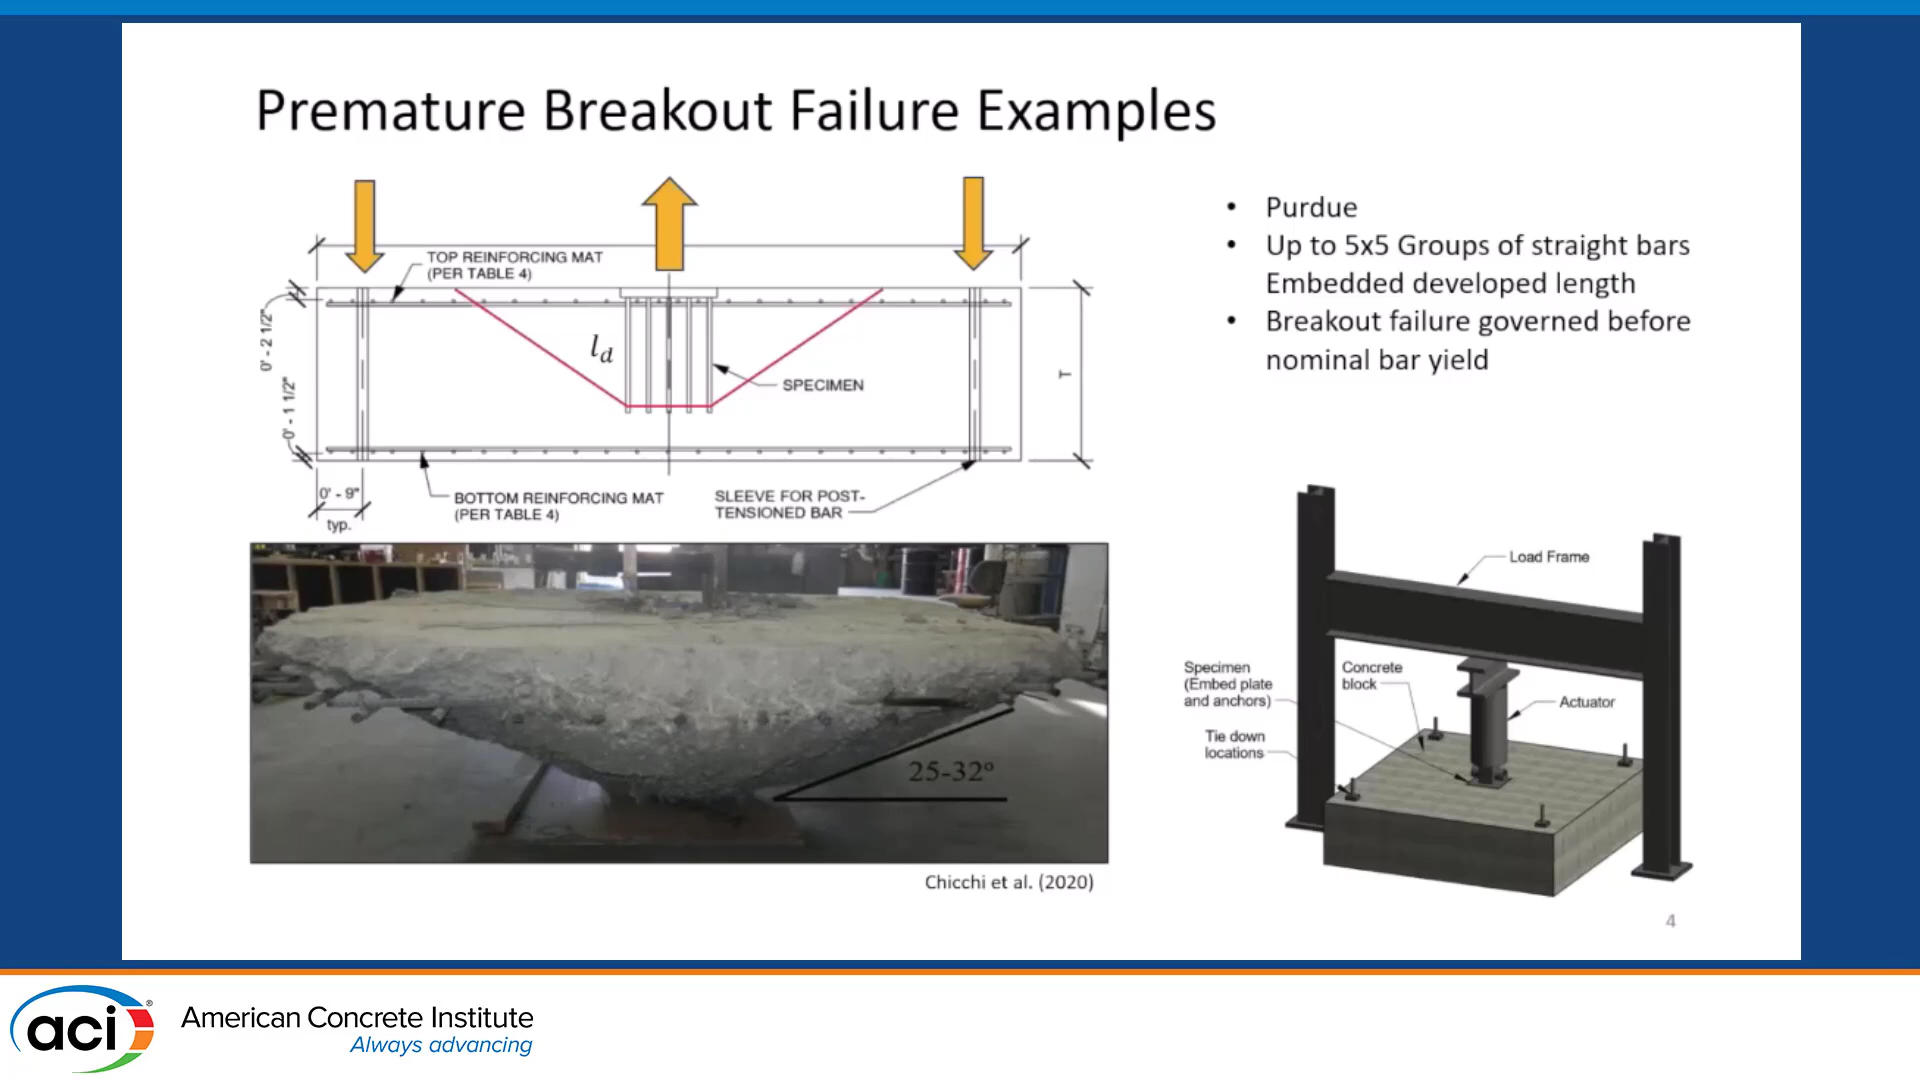 Premature Breakout Failure Examples
TOP REINFORCING MAT
(PER TABLE 4)
0' - 2 1/2"
0' - 1 1/2"
l_d
SPECIMEN
T
0' - 9"
typ.
BOTTOM REINFORCING MAT
(PER TABLE 4)
SLEEVE FOR POST-
TENSIONED BAR
• Purdue
• Up to 5x5 Groups of straight bars
Embedded developed length
• Breakout failure governed before
nominal bar yield
25-32°
Chicchi et al. (2020)
Load Frame
Specimen
(Embed plate
and anchors)
Concrete
block
Actuator
Tie down
locations
4
aci®
American Concrete Institute
Always advancing